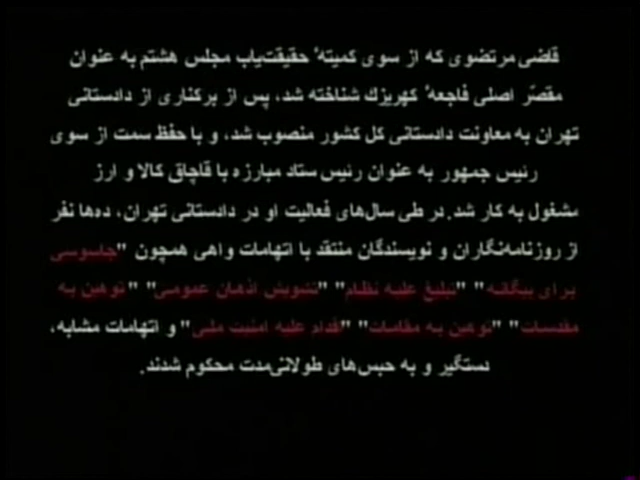 قاضی مرتضوی که از سوی کمیتهٔ حقیقت‌یاب مجلس هشتم به عنوان
مقصّر اصلی فاجعهٔ کهریزك شناخته شد، پس از برکناری از دادستانی
تهران به معاونت دادستانی کل کشور منصوب شد، و با حفظ سمت از سوی
رئیس جمهور به عنوان رئیس ستاد مبارزه با قاچاق کالا و ارز
مشغول به کار شد. در طی سال‌های فعالیت او در دادستانی تهران، ده‌ها نفر
از روزنامه‌نگاران و نویسندگان منتقد با اتهامات واهی همچون "جاسوسی
برای بیگانه" "تبلیغ علیه نظام" "تشویش اذهان عمومی" "توهین به
مقدسات" "توهین به مقامات" "اقدام علیه امنیت ملی" و اتهامات مشابه،
دستگیر و به حبس‌های طولانی‌مدت محکوم شدند.